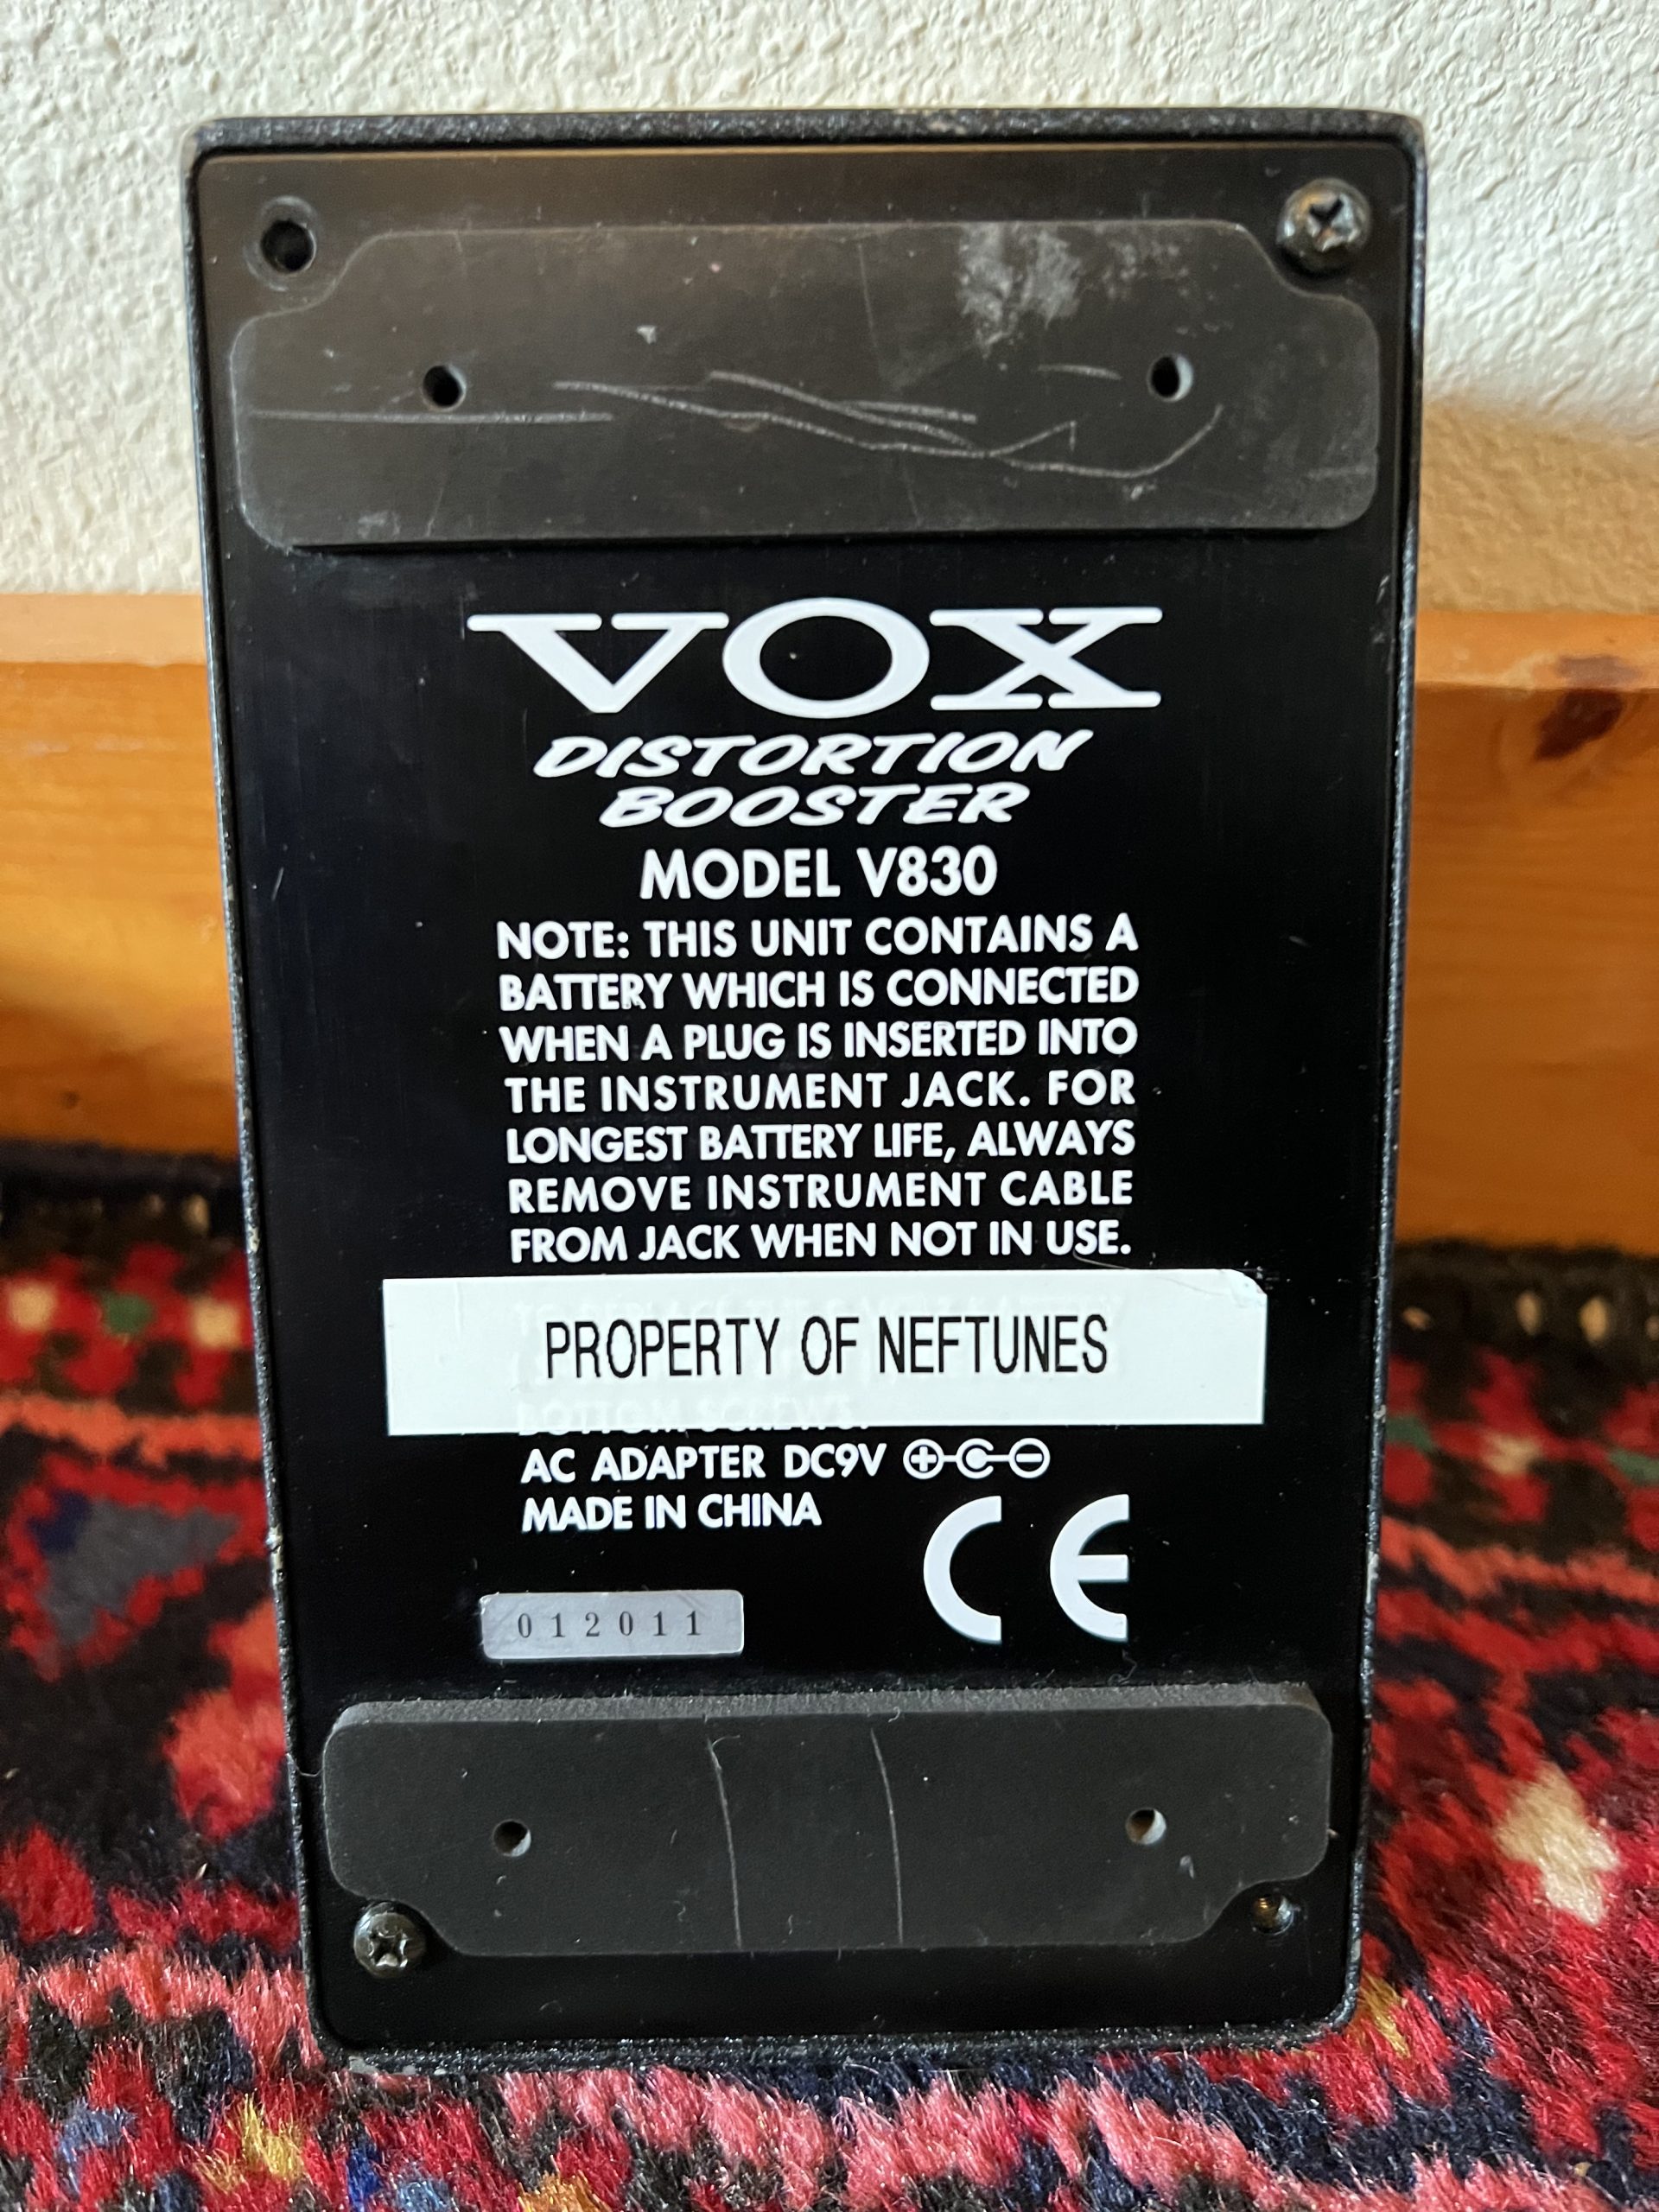 VOX
DISTORTION
BOOSTER
MODEL V830
NOTE: THIS UNIT CONTAINS A
BATTERY WHICH IS CONNECTED
WHEN A PLUG IS INSERTED INTO
THE INSTRUMENT JACK. FOR
LONGEST BATTERY LIFE, ALWAYS
REMOVE INSTRUMENT CABLE
FROM JACK WHEN NOT IN USE.
PROPERTY OF NEFTUNES
BOTTOM SCREWS.
AC ADAPTER DC9V
MADE IN CHINA
CE
012011